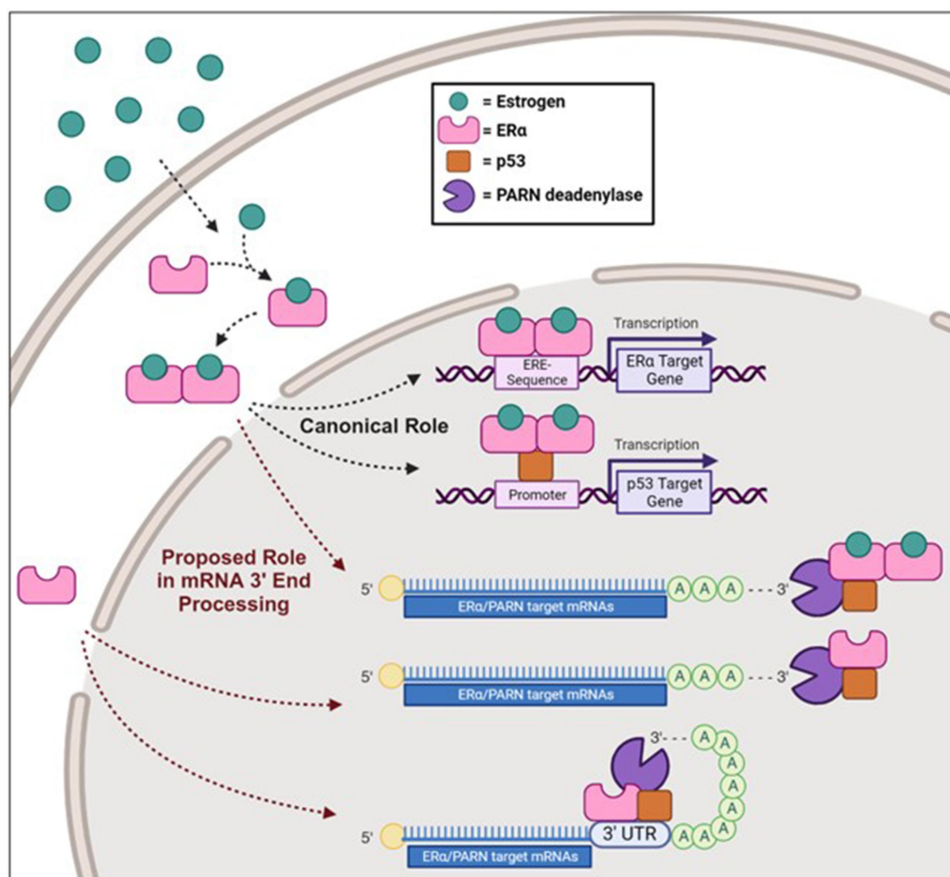 = Estrogen
= ERα
= p53
= PARN deadenylase
Transcription
ERE-
Sequence
ERα Target
Gene
Canonical Role
Transcription
Promoter
p53 Target
Gene
Proposed Role
in mRNA 3' End
Processing
5'
A A A
3'
ERα/PARN target mRNAs
5'
A A A
3'
ERα/PARN target mRNAs
3'
A A
A
A
A
5'
3' UTR
A A A
ERα/PARN target mRNAs